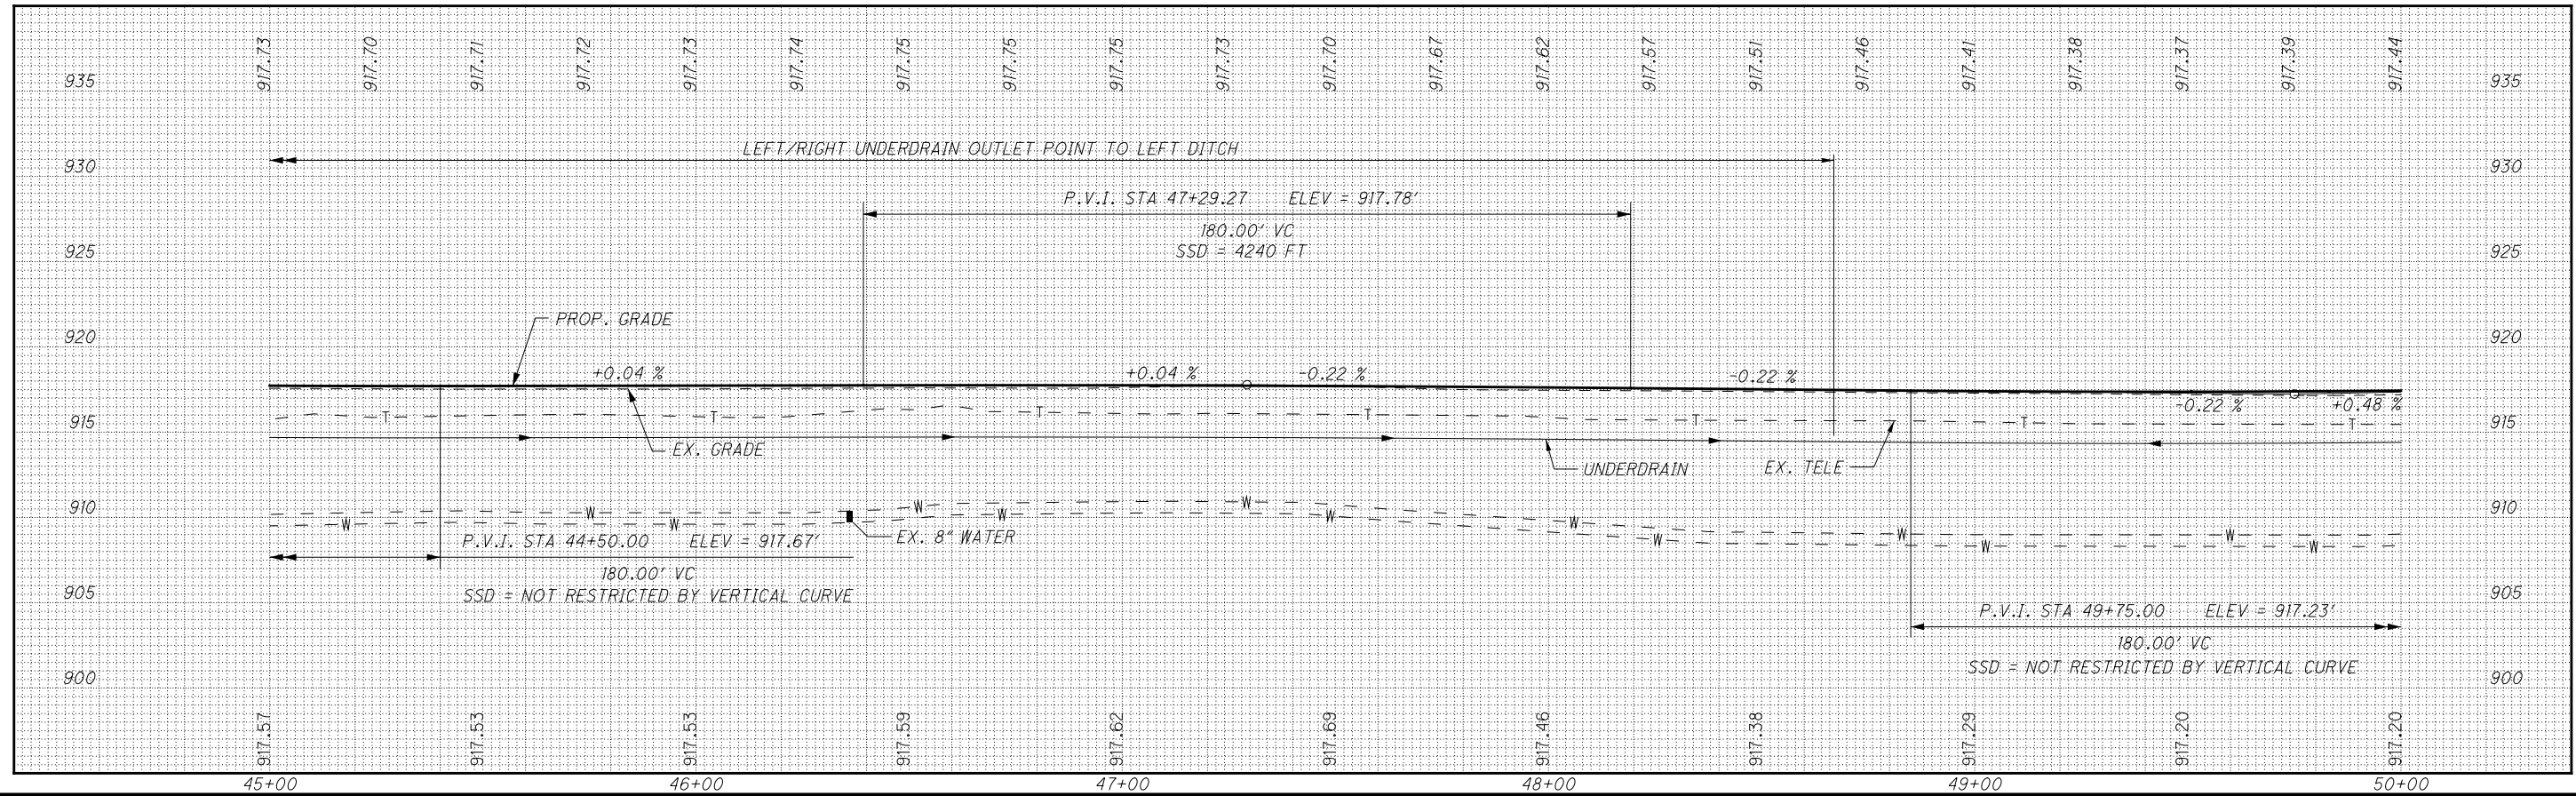 917.73 917.70 917.71 917.72 917.73 917.74 917.75 917.75 917.75 917.73 917.70 917.67 917.62 917.57 917.51 917.46 917.41 917.38 917.37 917.39 917.44
935 935
LEFT/RIGHT UNDERDRAIN OUTLET POINT TO LEFT DITCH
930 930
P.V.I. STA 47+29.27 ELEV = 917.78'
180.00' VC
SSD = 4240 FT
925 925
PROP. GRADE
920 920
+0.04 % +0.04 % -0.22 % -0.22 %
-0.22 % +0.48 %
T T T T T T T
915 915
EX. GRADE
UNDERDRAIN
EX. TELE
910 910
W W W W W W
W W W W W W W
EX. 8" WATER
P.V.I. STA 44+50.00 ELEV = 917.67'
180.00' VC
SSD = NOT RESTRICTED BY VERTICAL CURVE
905 905
P.V.I. STA 49+75.00 ELEV = 917.23'
180.00' VC
SSD = NOT RESTRICTED BY VERTICAL CURVE
900 900
917.57 917.53 917.53 917.59 917.62 917.69 917.46 917.38 917.29 917.20 917.20
45+00 46+00 47+00 48+00 49+00 50+00